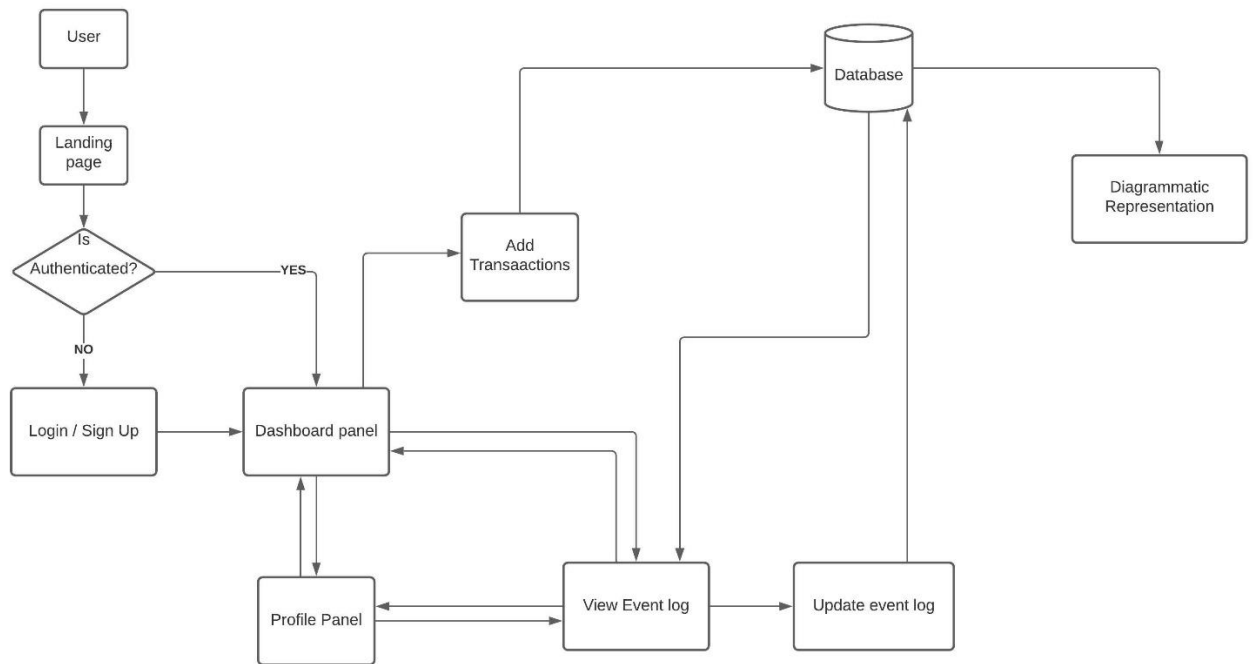 User
Database
Landing
page
Diagrammatic
Representation
Is
Authenticated?
Add
Transaactions
YES
NO
Login / Sign Up
Dashboard panel
Profile Panel
View Event log
Update event log